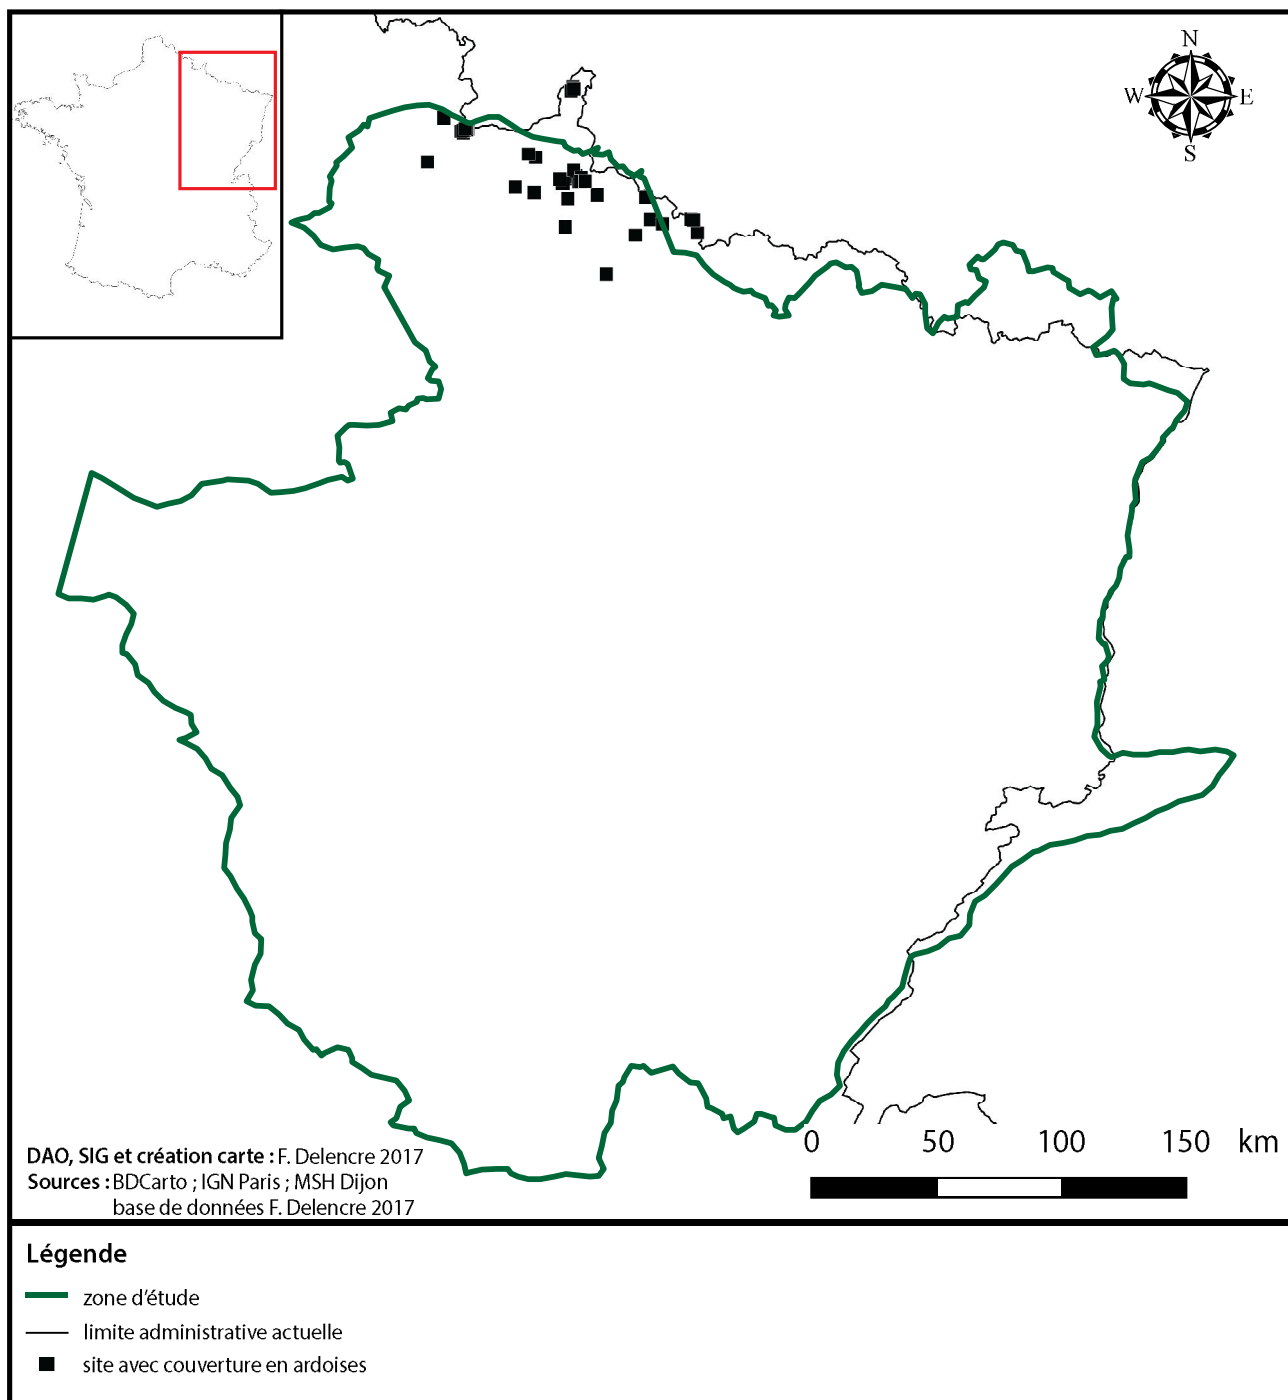 N
W E
S
0 50 100 150 km
DAO, SIG et création carte : F. Delencre 2017
Sources : BDCarto ; IGN Paris ; MSH Dijon
base de données F. Delencre 2017
Légende
zone d'étude
limite administrative actuelle
site avec couverture en ardoises